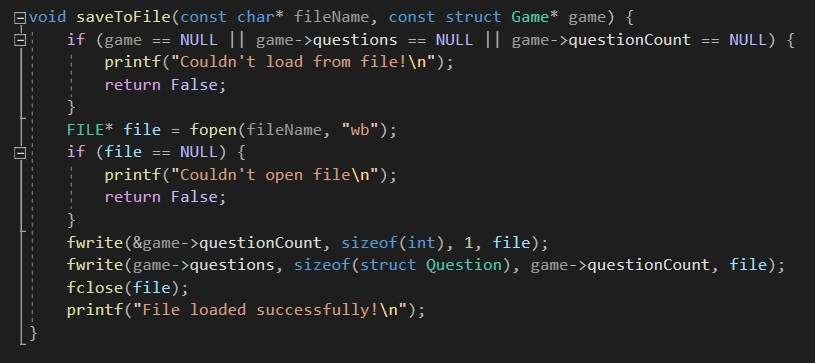 void saveToFile(const char* fileName, const struct Game* game) {
    if (game == NULL || game->questions == NULL || game->questionCount == NULL) {
        printf("Couldn't load from file!\n");
        return False;
    }
    FILE* file = fopen(fileName, "wb");
    if (file == NULL) {
        printf("Couldn't open file\n");
        return False;
    }
    fwrite(&game->questionCount, sizeof(int), 1, file);
    fwrite(game->questions, sizeof(struct Question), game->questionCount, file);
    fclose(file);
    printf("File loaded successfully!\n");
}